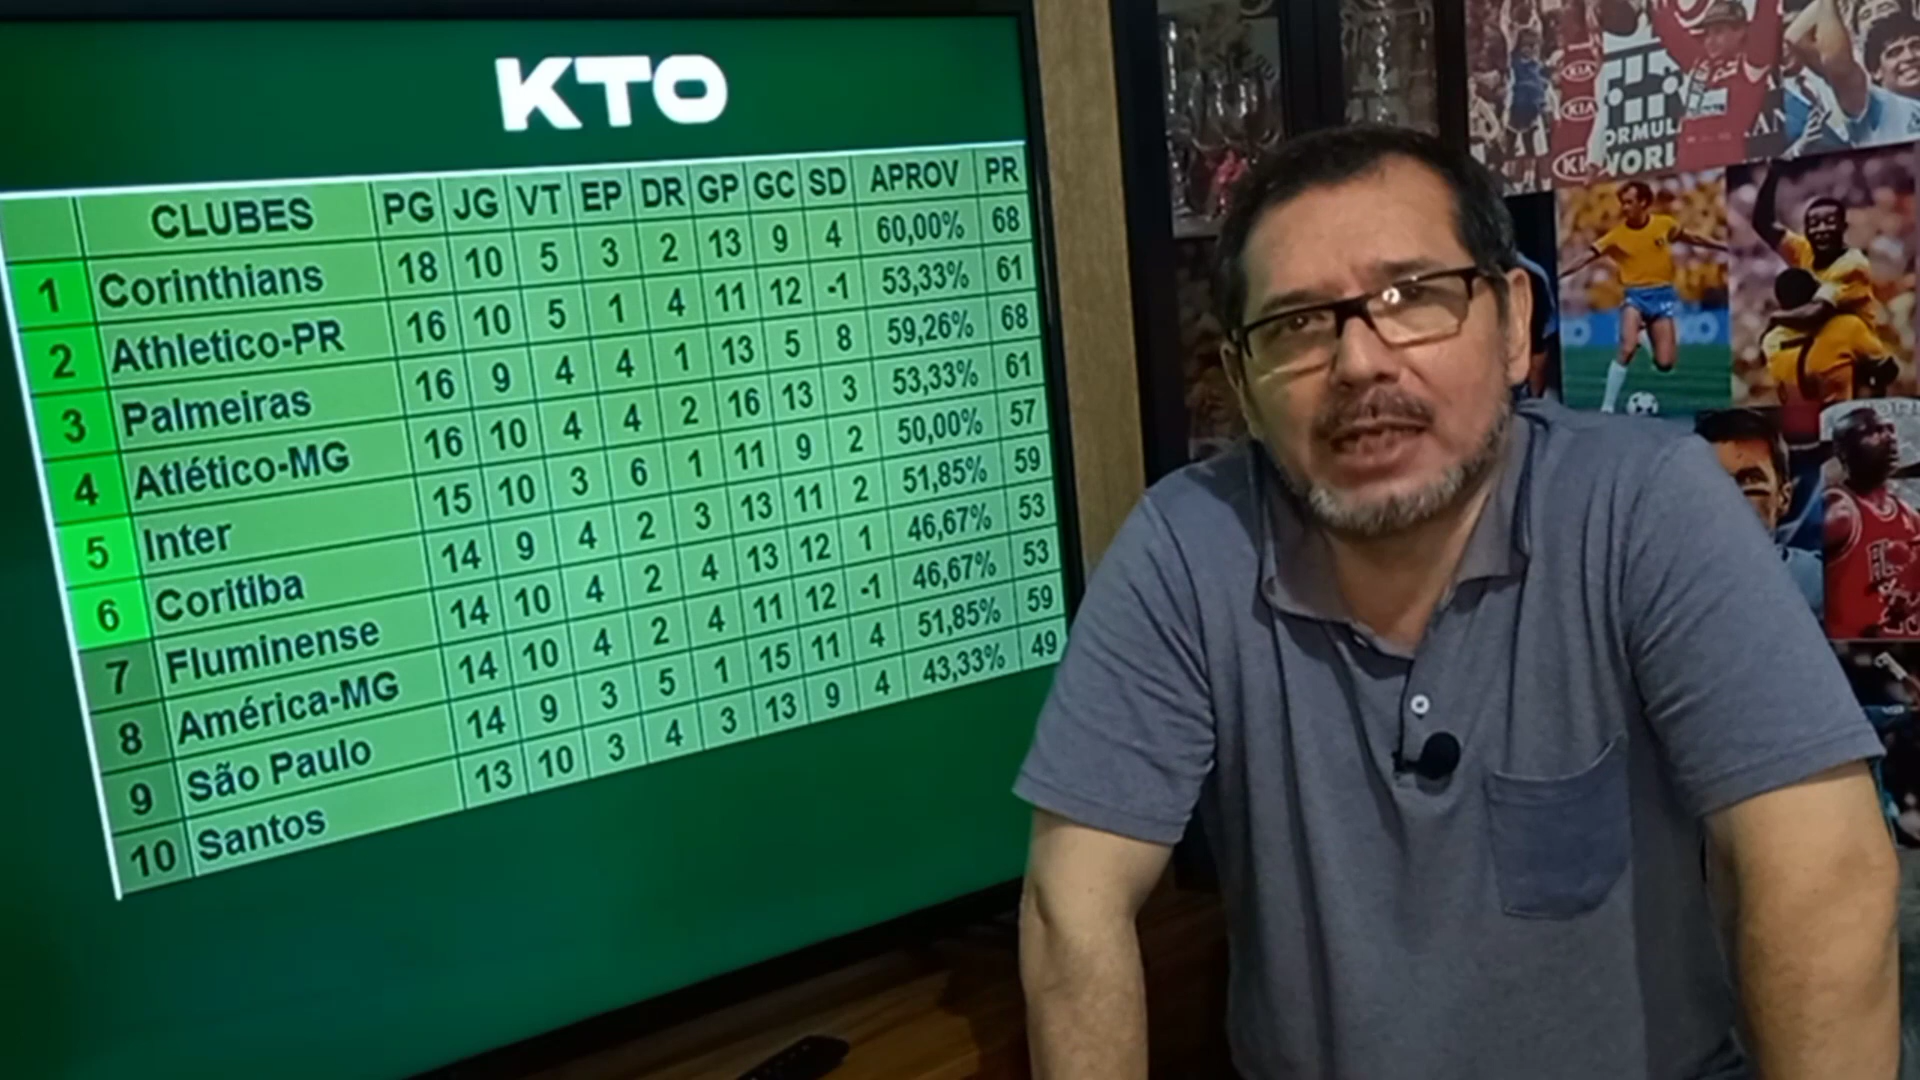 KTO
CLUBES PG JG VT EP DR GP GC SD APROV PR
1 Corinthians 18 10 5 3 2 13 9 4 60,00% 68
2 Athletico-PR 16 10 5 1 4 11 12 -1 53,33% 61
3 Palmeiras 16 9 4 4 1 13 5 8 59,26% 68
4 Atlético-MG 16 10 4 4 2 16 13 3 53,33% 61
5 Inter 15 10 3 6 1 11 9 2 50,00% 57
6 Coritiba 14 9 4 2 3 13 11 2 51,85% 59
7 Fluminense 14 10 4 2 4 13 12 1 46,67% 53
8 América-MG 14 10 4 2 4 11 12 -1 46,67% 53
9 São Paulo 14 9 3 5 1 15 11 4 51,85% 59
10 Santos 13 10 3 4 3 13 9 4 43,33% 49
KIA
KIA